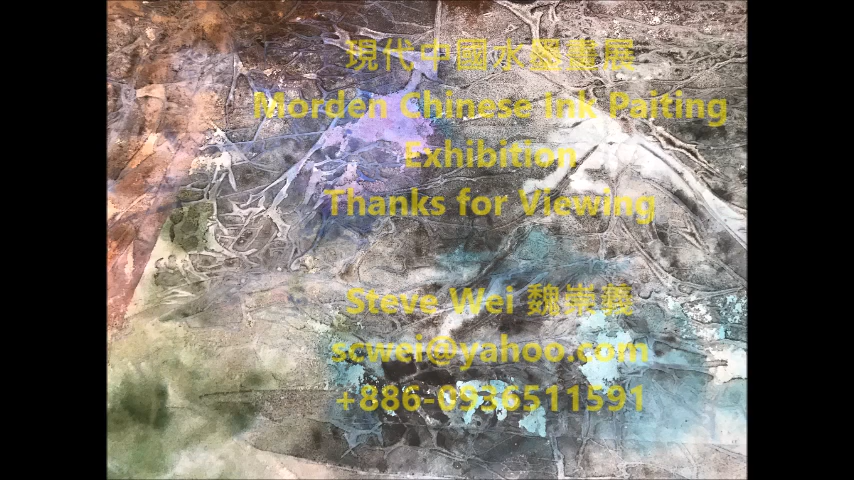 現代中國水墨畫展
Morden Chinese Ink Paiting
Exhibition
Thanks for Viewing
Steve Wei 魏崇義
scwei@yahoo.com
+886-0936511591